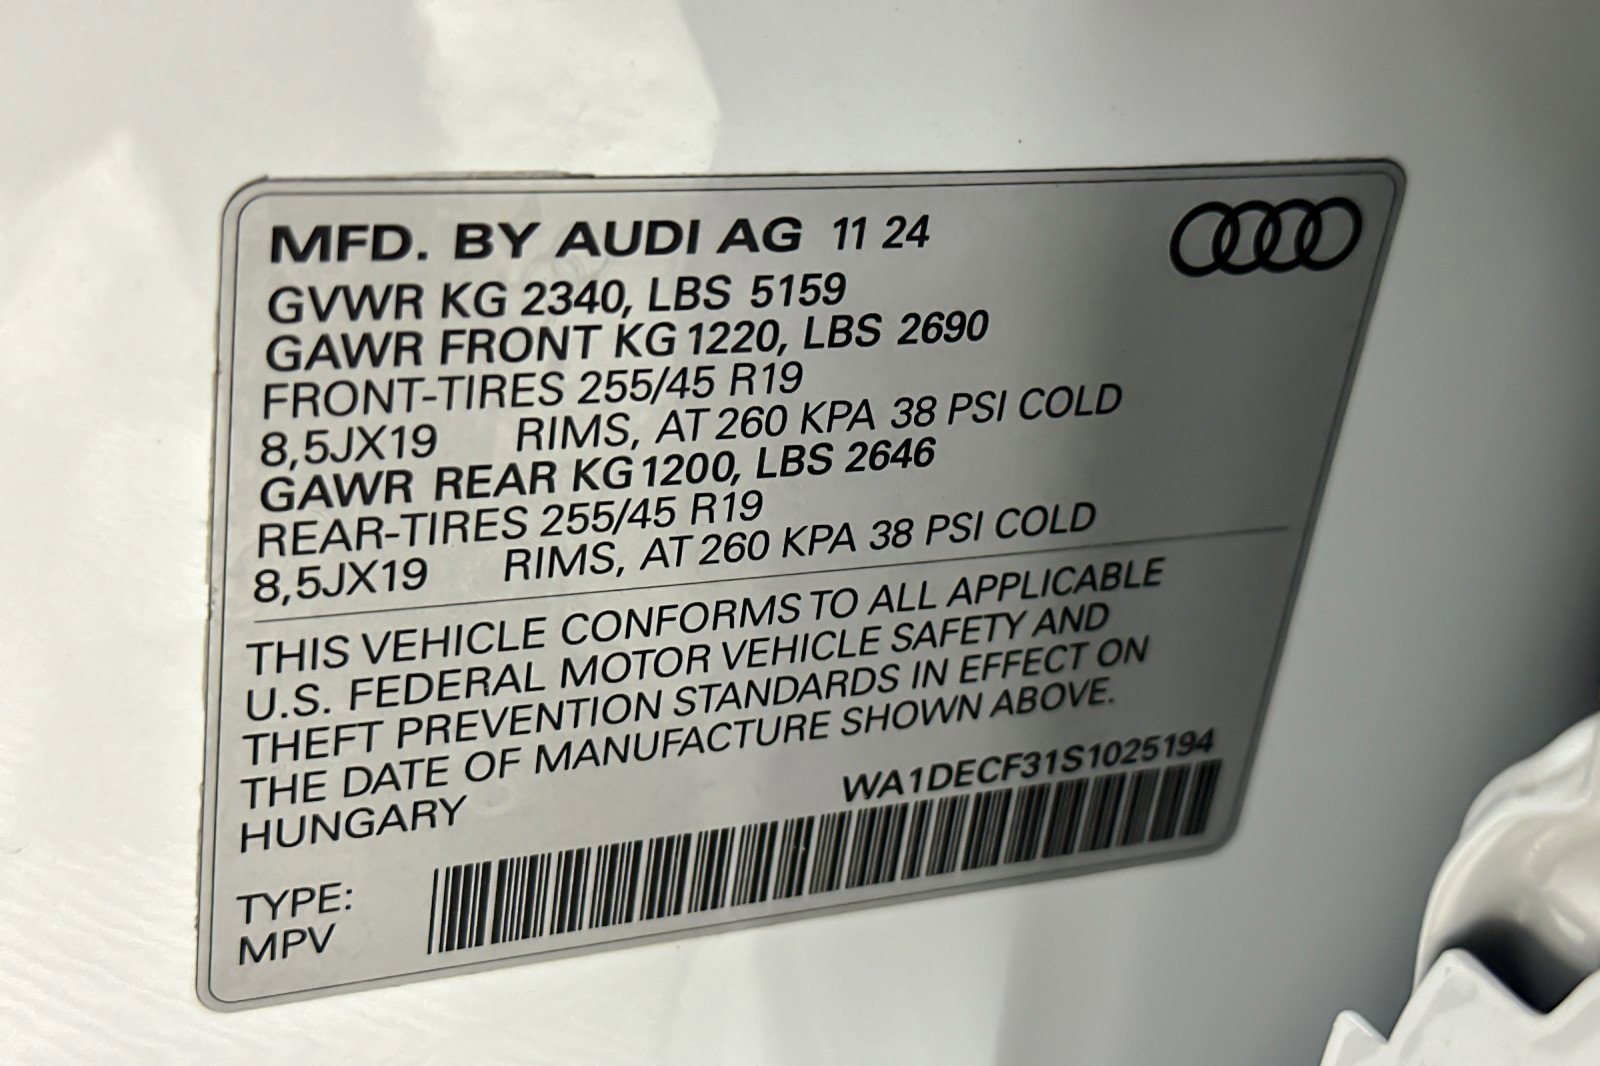 MFD. BY AUDI AG 11 24
GVWR KG 2340, LBS 5159
GAWR FRONT KG 1220, LBS 2690
FRONT-TIRES 255/45 R19
8,5JX19 RIMS, AT 260 KPA 38 PSI COLD
GAWR REAR KG 1200, LBS 2646
REAR-TIRES 255/45 R19
8,5JX19 RIMS, AT 260 KPA 38 PSI COLD
THIS VEHICLE CONFORMS TO ALL APPLICABLE
U.S. FEDERAL MOTOR VEHICLE SAFETY AND
THEFT PREVENTION STANDARDS IN EFFECT ON
THE DATE OF MANUFACTURE SHOWN ABOVE.
HUNGARY
WA1DECF31S1025194
TYPE:
MPV